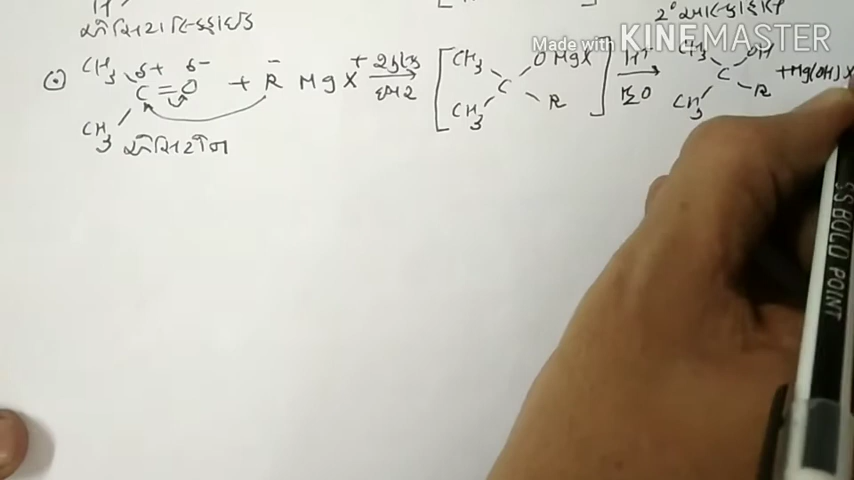 એસિટાલ્ડિહાઇડ
2° આલ્કોહોલ
Made with KINEMASTER
CH3 δ+ δ- C=O + R̄ MgX+ શુષ્ક ઈથર [CH3 CH3 C OMgX R] H+ H2O CH3 CH3 C OH R + Mg(OH)X
એસિટોન